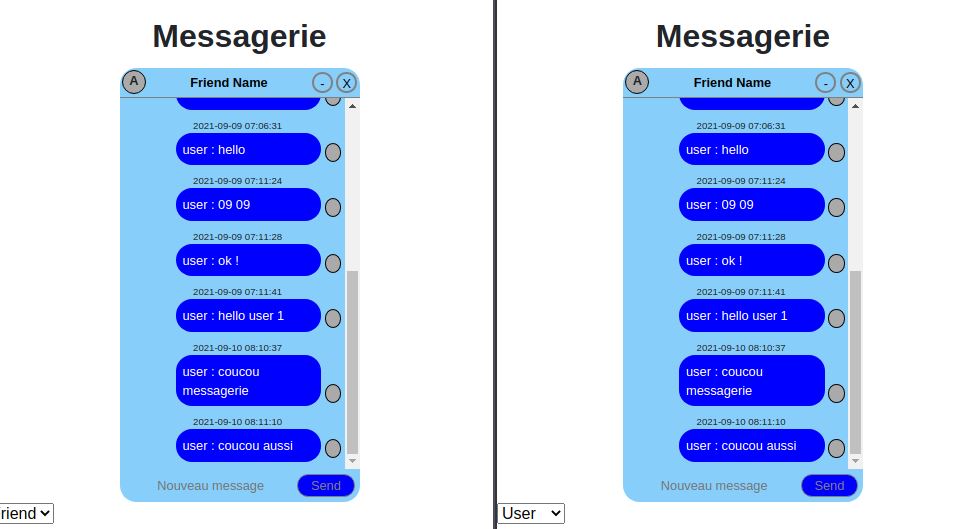 Messagerie
A
Friend Name
-
X
2021-09-09 07:06:31
user : hello
2021-09-09 07:11:24
user : 09 09
2021-09-09 07:11:28
user : ok !
2021-09-09 07:11:41
user : hello user 1
2021-09-10 08:10:37
user : coucou
messagerie
2021-09-10 08:11:10
user : coucou aussi
Nouveau message
Send
riend
Messagerie
A
Friend Name
-
X
2021-09-09 07:06:31
user : hello
2021-09-09 07:11:24
user : 09 09
2021-09-09 07:11:28
user : ok !
2021-09-09 07:11:41
user : hello user 1
2021-09-10 08:10:37
user : coucou
messagerie
2021-09-10 08:11:10
user : coucou aussi
Nouveau message
Send
User